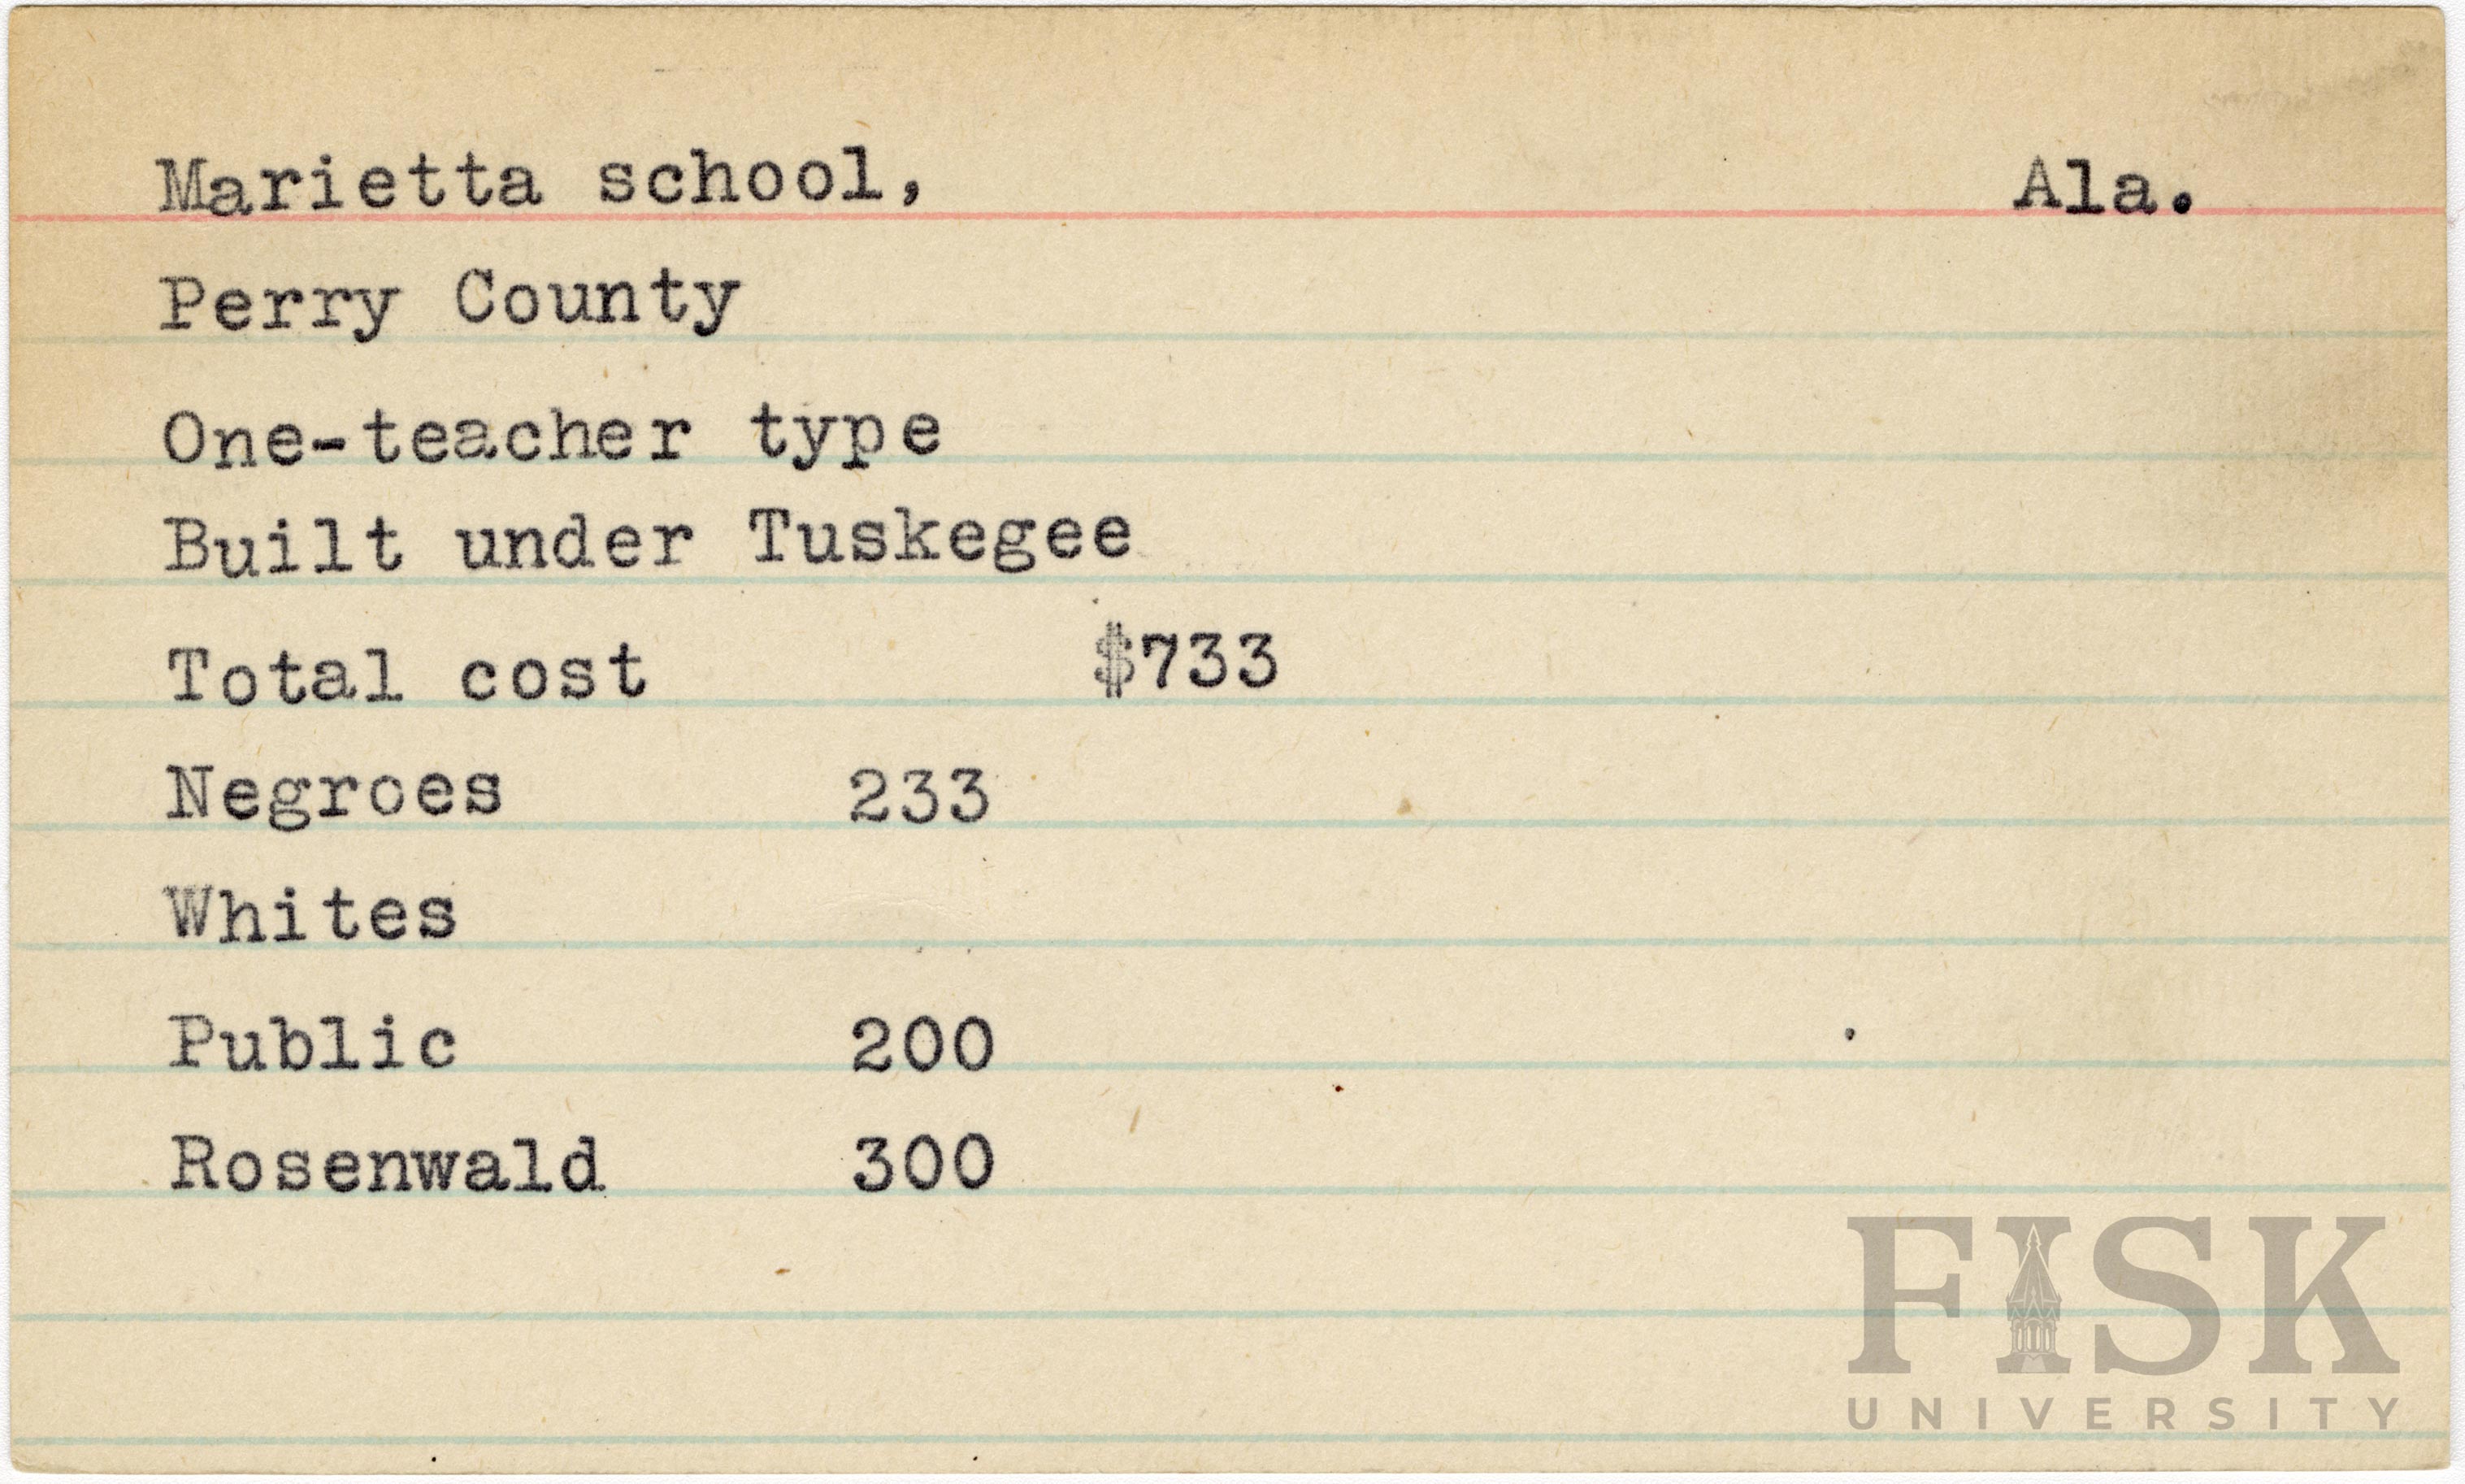 Marietta school, Ala.
Perry County
One-teacher type
Built under Tuskegee
Total cost $733
Negroes 233
Whites
Public 200
Rosenwald 300
FISK
UNIVERSITY